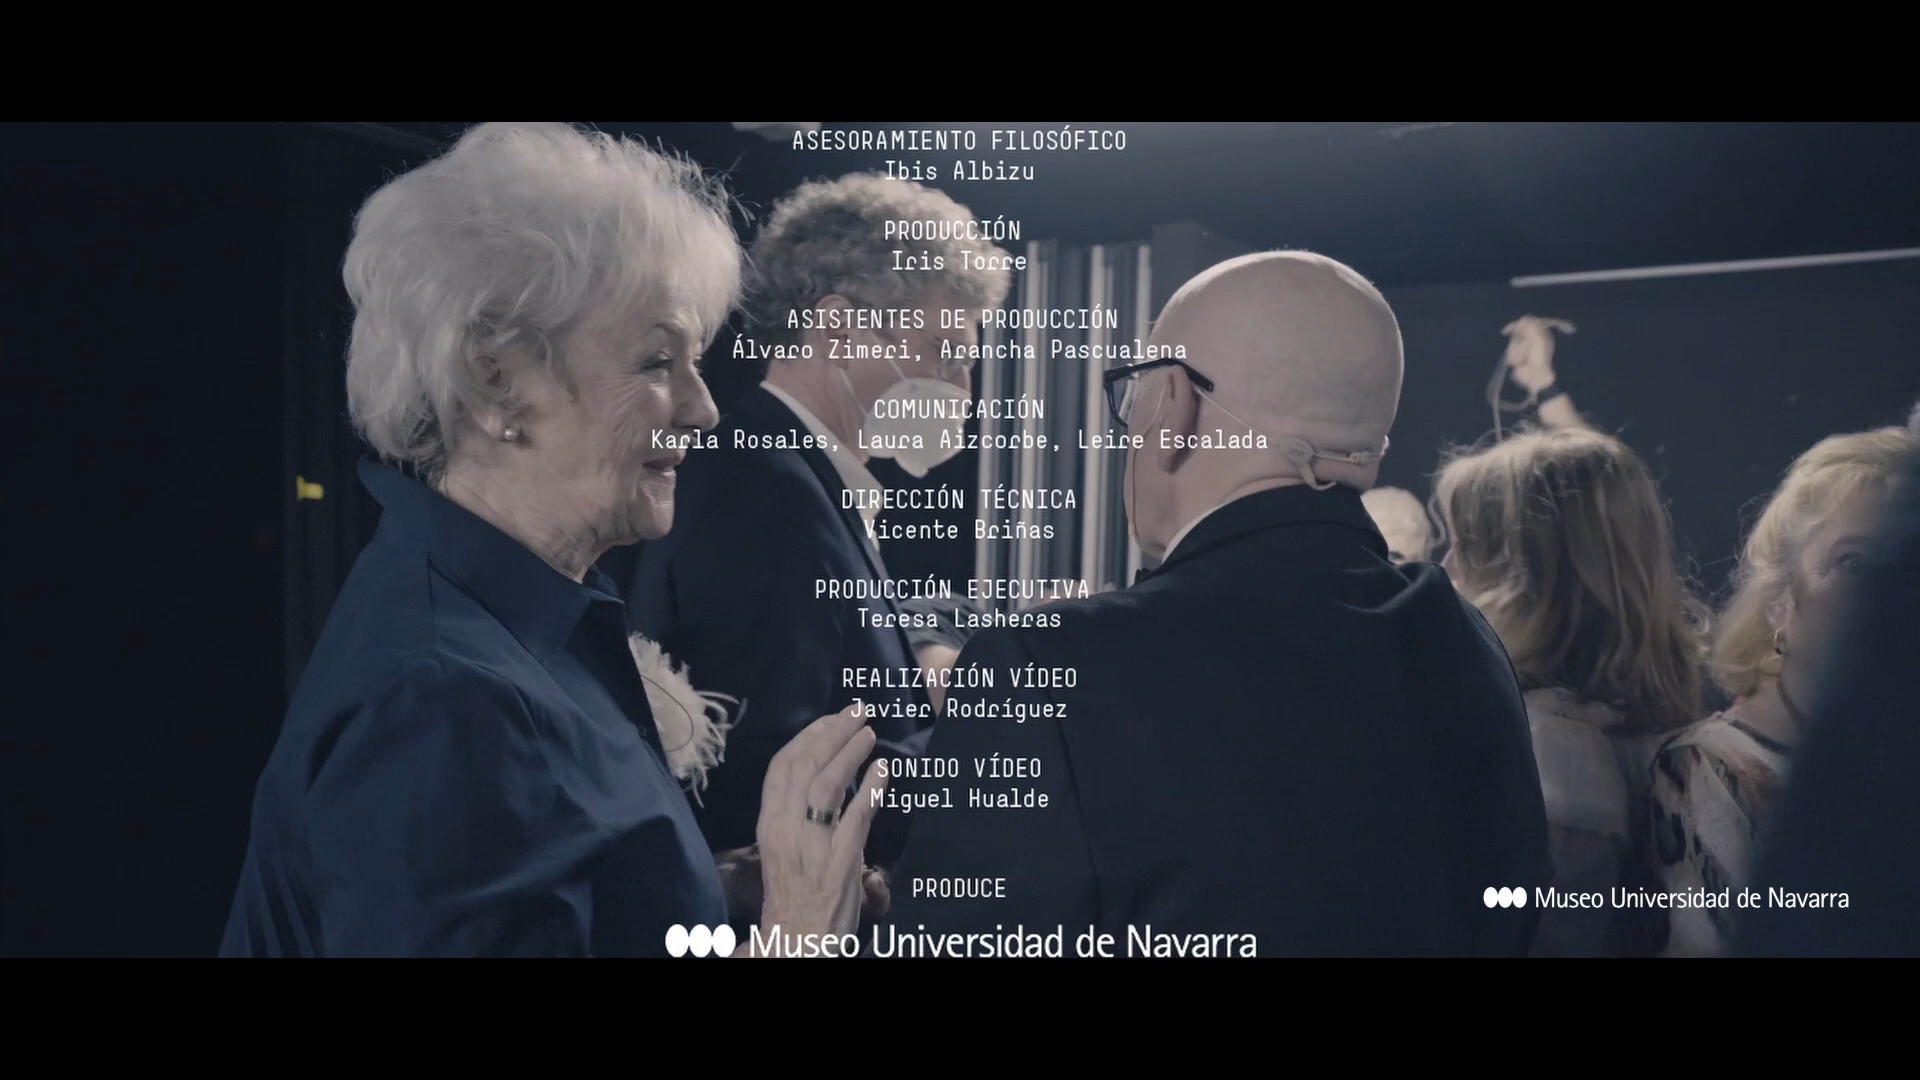 ASESORAMIENTO FILOSÓFICO
Ibis Albizu
PRODUCCIÓN
Iris Torre
ASISTENTES DE PRODUCCIÓN
Álvaro Zimeri, Arancha Pascualena
COMUNICACIÓN
Karla Rosales, Laura Aizcorbe, Leire Escalada
DIRECCIÓN TÉCNICA
Vicente Briñas
PRODUCCIÓN EJECUTIVA
Teresa Lasheras
REALIZACIÓN VÍDEO
Javier Rodríguez
SONIDO VÍDEO
Miguel Hualde
PRODUCE
Museo Universidad de Navarra
Museo Universidad de Navarra